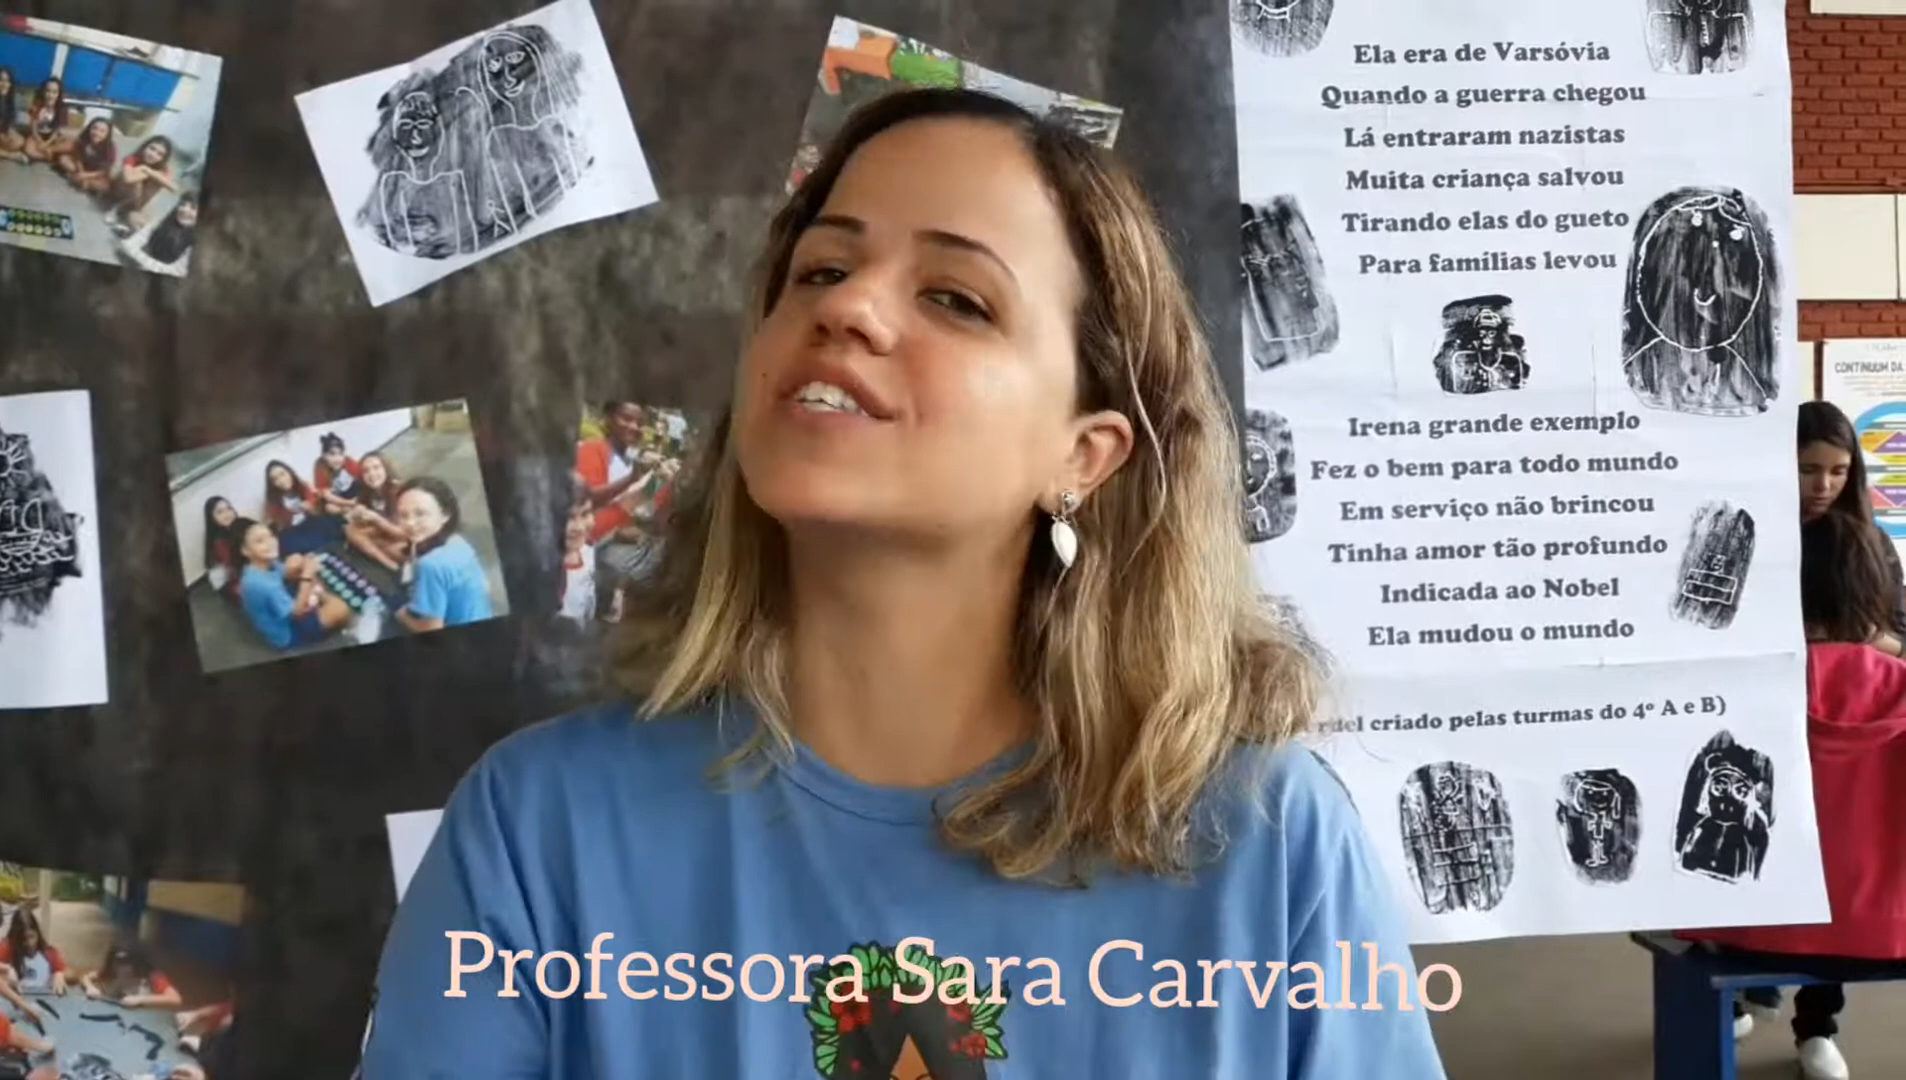 Ela era de Varsóvia
Quando a guerra chegou
Lá entraram nazistas
Muita criança salvou
Tirando elas do gueto
Para famílias levou
Irena grande exemplo
Fez o bem para todo mundo
Em serviço não brincou
Tinha amor tão profundo
Indicada ao Nobel
Ela mudou o mundo
criado pelas turmas do 4º A e B)
CONTINUUM DA
Professora Sara Carvalho